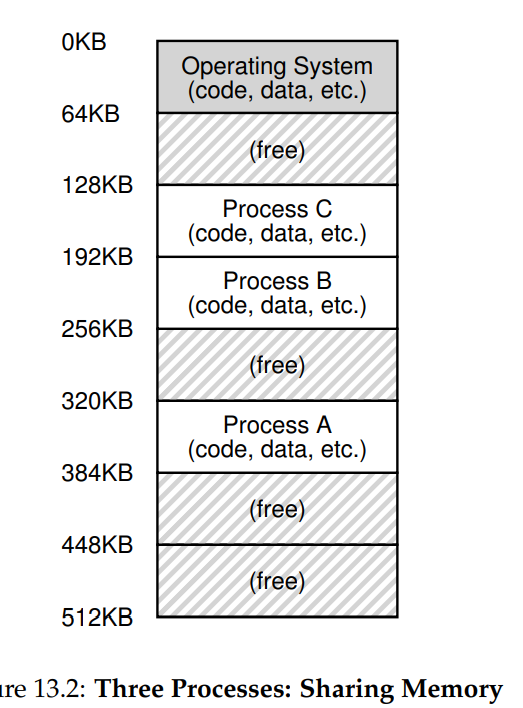 0KB
Operating System
(code, data, etc.)
64KB
(free)
128KB
Process C
(code, data, etc.)
192KB
Process B
(code, data, etc.)
256KB
(free)
320KB
Process A
(code, data, etc.)
384KB
(free)
448KB
(free)
512KB
ure 13.2: Three Processes: Sharing Memory